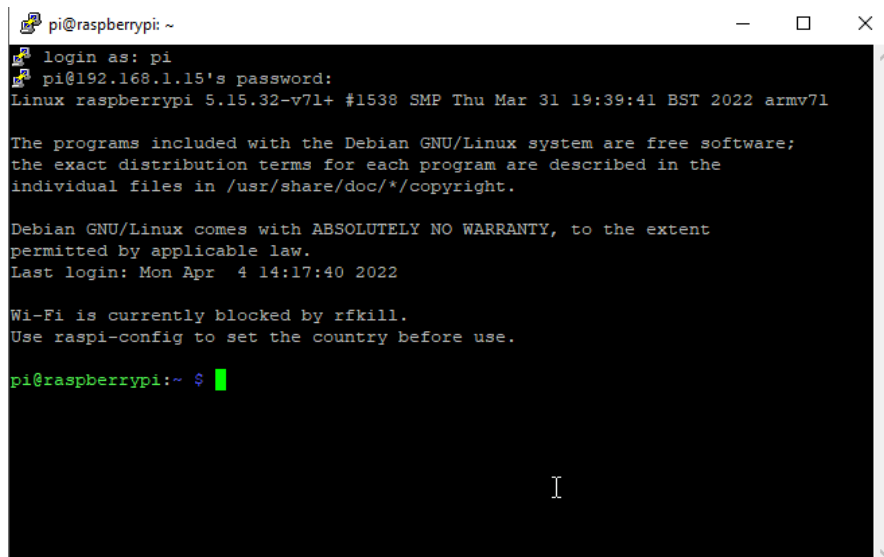 pi@raspberrypi: ~
login as: pi
pi@192.168.1.15's password:
Linux raspberrypi 5.15.32-v7l+ #1538 SMP Thu Mar 31 19:39:41 BST 2022 armv7l
The programs included with the Debian GNU/Linux system are free software;
the exact distribution terms for each program are described in the
individual files in /usr/share/doc/*/copyright.
Debian GNU/Linux comes with ABSOLUTELY NO WARRANTY, to the extent
permitted by applicable law.
Last login: Mon Apr  4 14:17:40 2022
Wi-Fi is currently blocked by rfkill.
Use raspi-config to set the country before use.
pi@raspberrypi:~ $